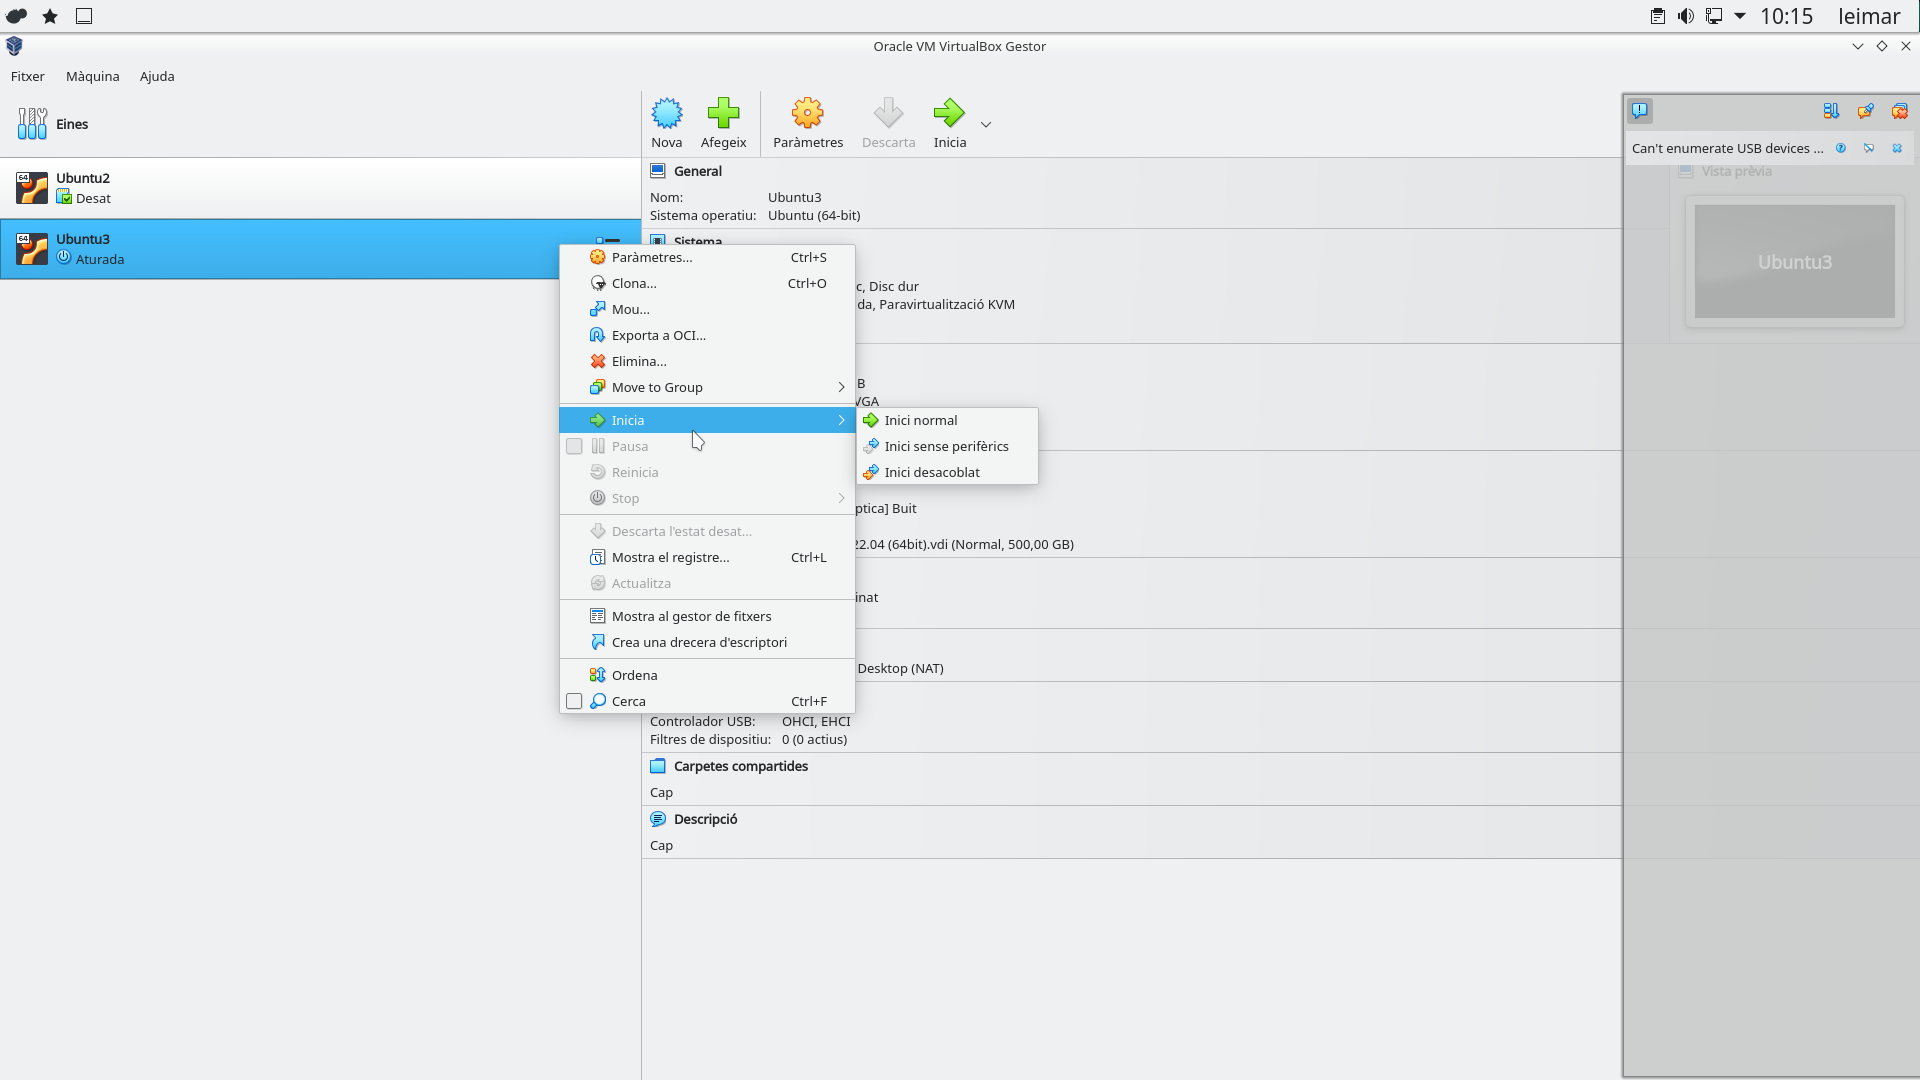 10:15 leimar
Oracle VM VirtualBox Gestor
Fitxer Màquina Ajuda
Eines
64
Ubuntu2
Desat
64
Ubuntu3
Aturada
Nova Afegeix Paràmetres Descarta Inicia
General
Nom: Ubuntu3
Sistema operatiu: Ubuntu (64-bit)
Sistema
c, Disc dur
da, Paravirtualització KVM
B
VGA
ptica] Buit
22.04 (64bit).vdi (Normal, 500,00 GB)
inat
Desktop (NAT)
Controlador USB: OHCI, EHCI
Filtres de dispositiu: 0 (0 actius)
Carpetes compartides
Cap
Descripció
Cap
Paràmetres... Ctrl+S
Clona... Ctrl+O
Mou...
Exporta a OCI...
Elimina...
Move to Group
Inicia
Pausa
Reinicia
Stop
Descarta l'estat desat...
Mostra el registre... Ctrl+L
Actualitza
Mostra al gestor de fitxers
Crea una drecera d'escriptori
Ordena
Cerca Ctrl+F
Inici normal
Inici sense perifèrics
Inici desacoblat
Can't enumerate USB devices ...
Vista prèvia
Ubuntu3